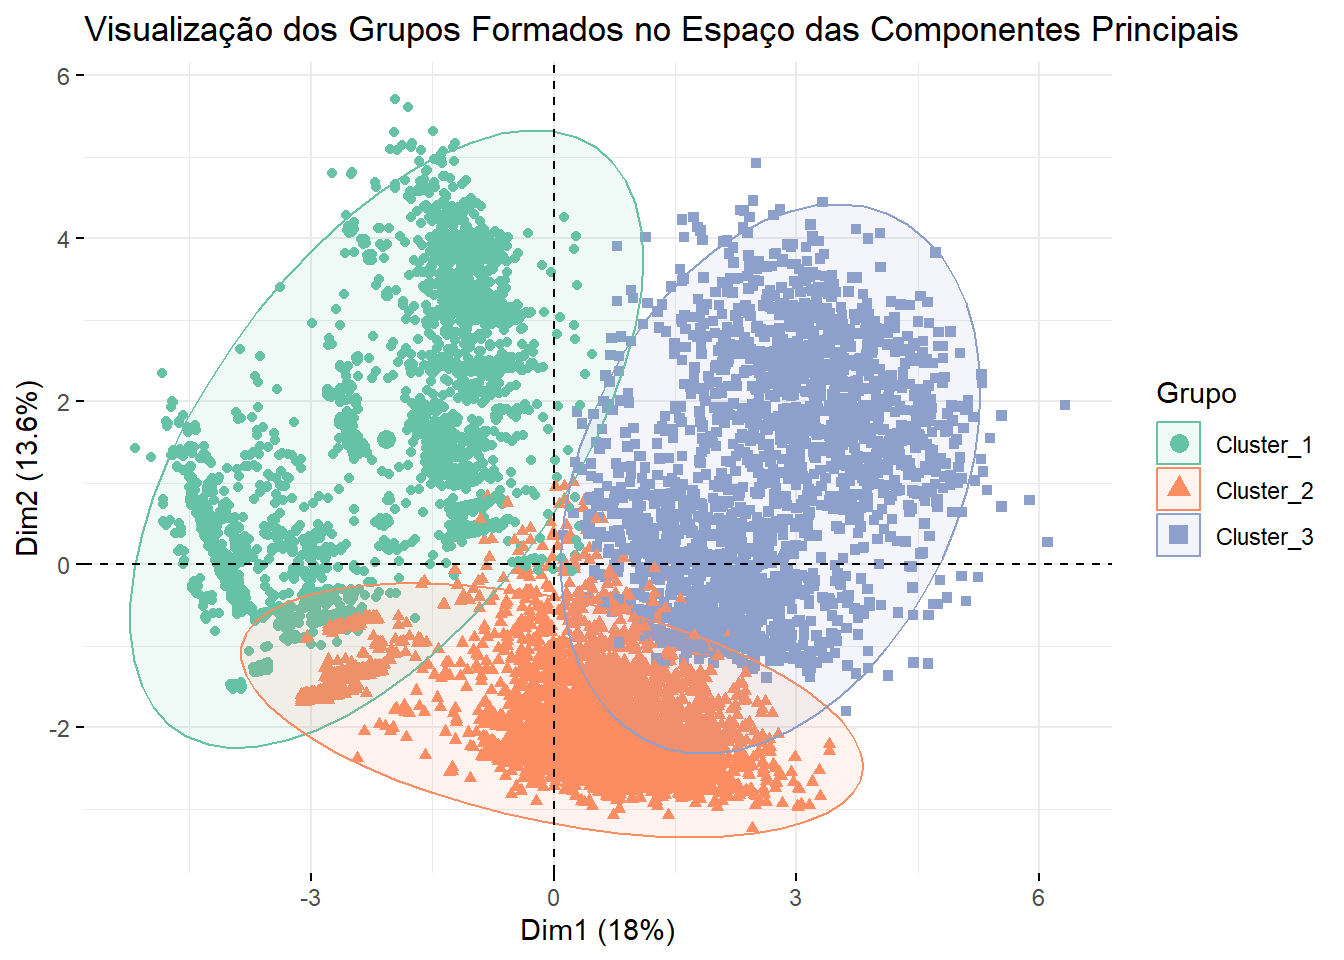 Visualização dos Grupos Formados no Espaço das Componentes Principais
6
4
2
0
-2
Dim2 (13.6%)
-3
0
3
6
Dim1 (18%)
Grupo
Cluster_1
Cluster_2
Cluster_3